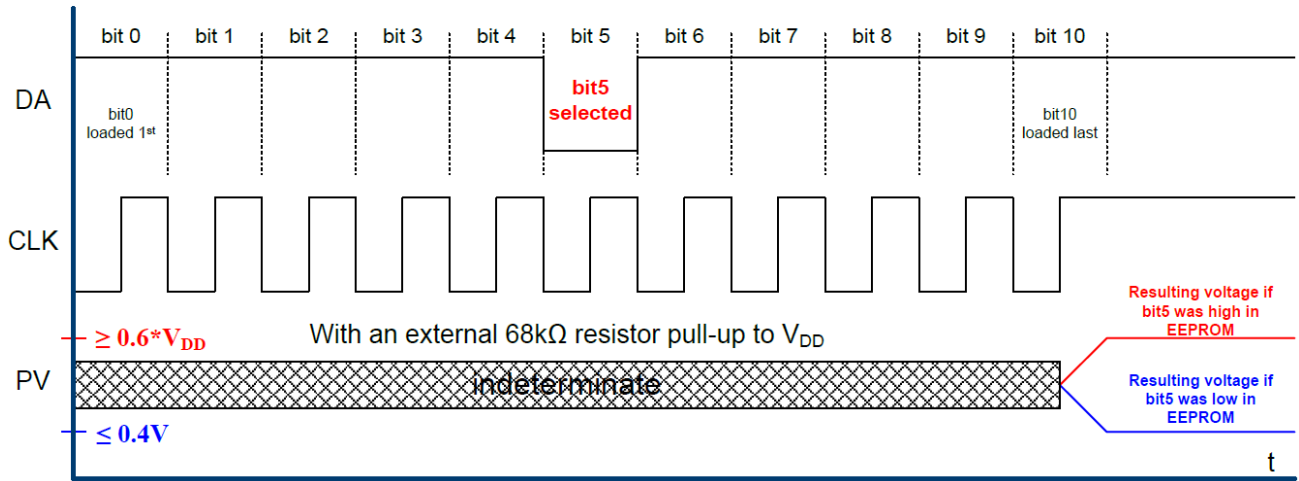 bit 0 bit 1 bit 2 bit 3 bit 4 bit 5 bit 6 bit 7 bit 8 bit 9 bit 10
DA
bit0
loaded 1st
bit5
selected
bit10
loaded last
CLK
≥ 0.6*VDD
With an external 68kΩ resistor pull-up to VDD
Resulting voltage if
bit5 was high in
EEPROM
PV
indeterminate
Resulting voltage if
bit5 was low in
EEPROM
≤ 0.4V
t